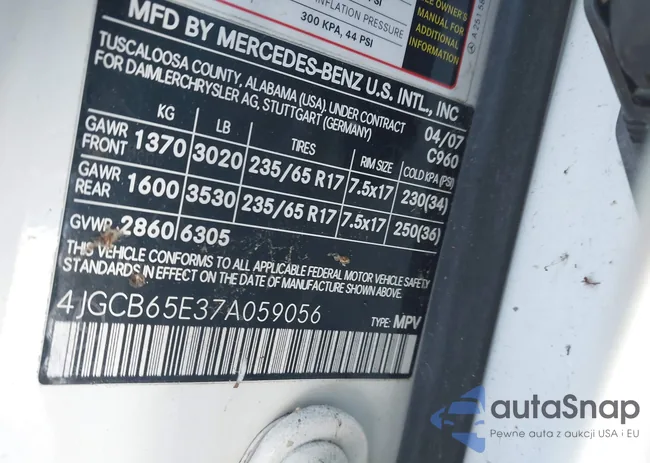 INFLATION PRESSURE
300 KPA, 44 PSI
OWNER'S
MANUAL FOR
ADDITIONAL
INFORMATION
MFD BY MERCEDES-BENZ U.S. INTL., INC
TUSCALOOSA COUNTY, ALABAMA (USA). UNDER CONTRACT
FOR DAIMLERCHRYSLER AG, STUTTGART (GERMANY)
04/07
C960
KG LB TIRES RIM SIZE COLD KPA (PSI)
GAWR FRONT 1370 3020 235/65 R17 7.5x17 230(34)
GAWR REAR 1600 3530 235/65 R17 7.5x17 250(36)
GVWR 2860 6305
THIS VEHICLE CONFORMS TO ALL APPLICABLE FEDERAL MOTOR VEHICLE SAFETY
STANDARDS IN EFFECT ON THE DATE OF MANUFACTURE SHOWN ABOVE.
4JGCB65E37A059056 TYPE: MPV
autaSnap
Pewne auta z aukcji USA i EU